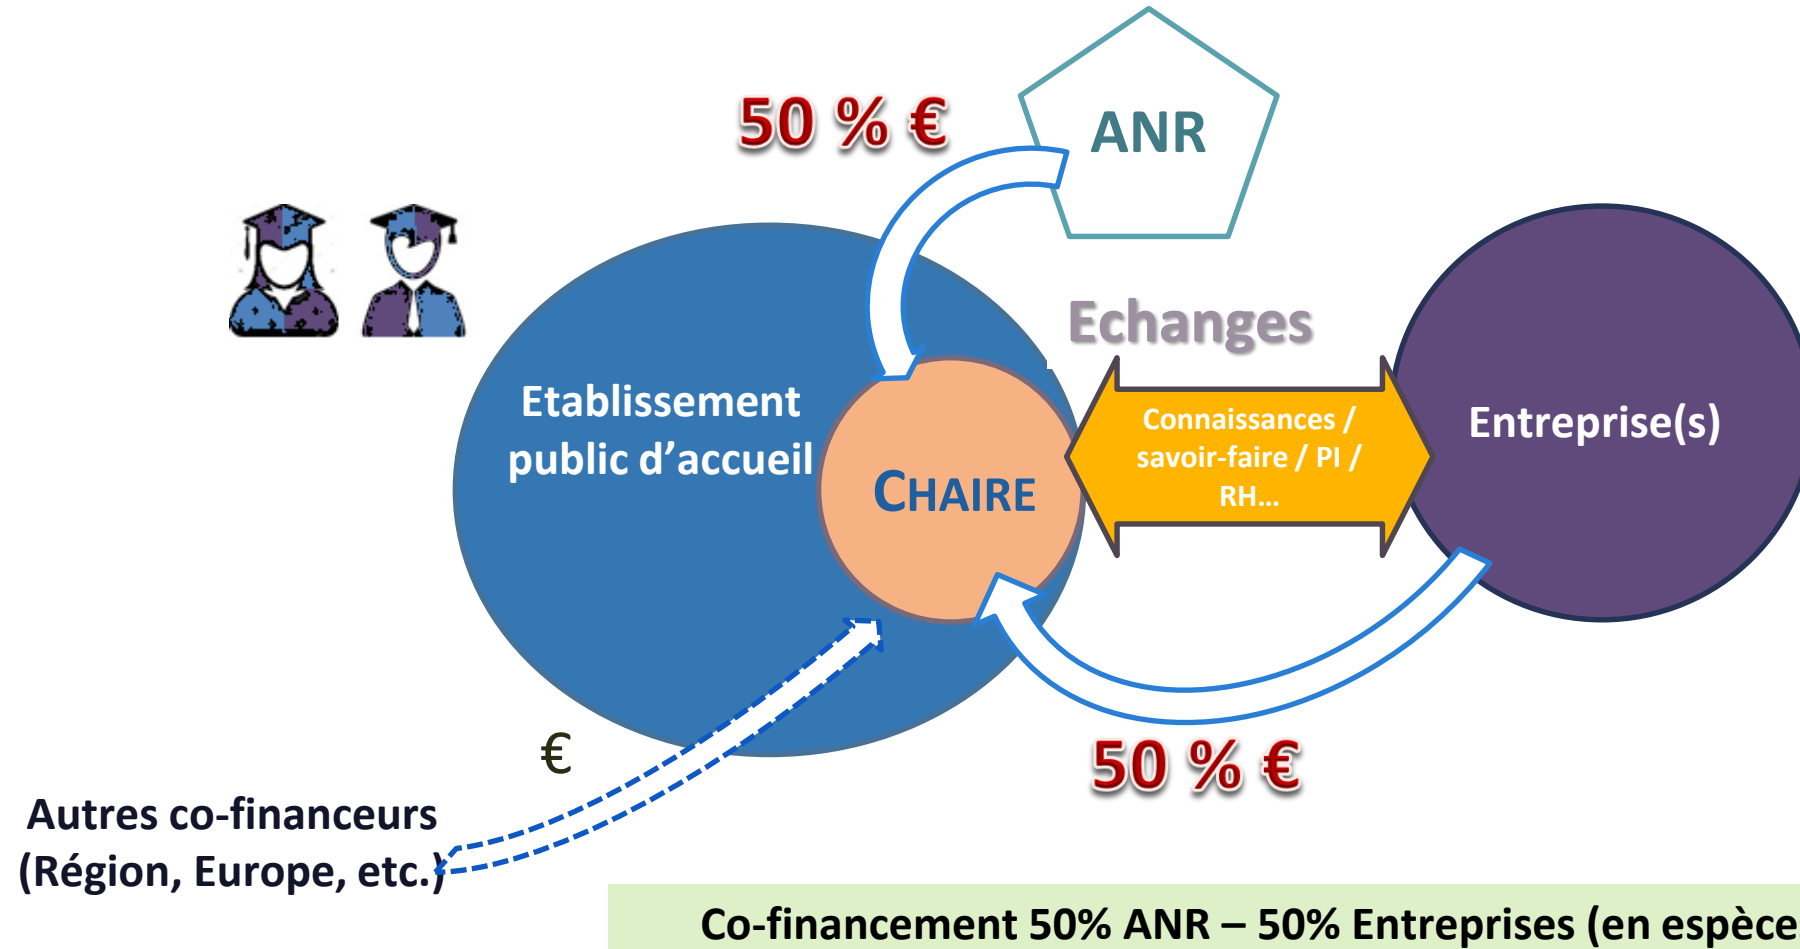 50 % €
ANR
Echanges
Etablissement
public d’accueil
CHAIRE
Connaissances /
savoir-faire / PI /
RH…
Entreprise(s)
€
50 % €
Autres co-financeurs
(Région, Europe, etc.)
Co-financement 50% ANR – 50% Entreprises (en espèce